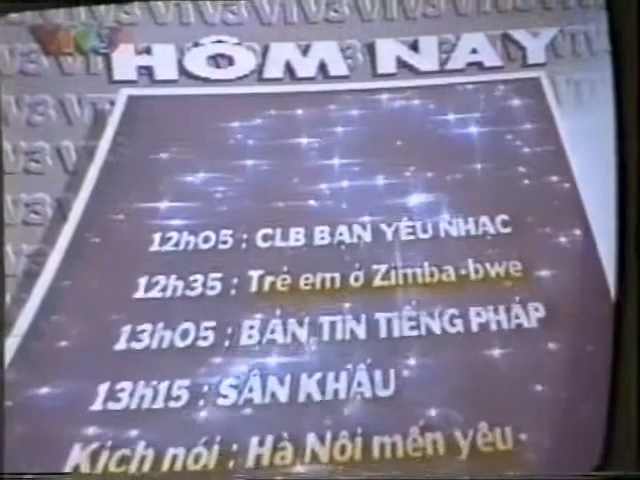 VTV3
HÔM NAY
12h05 : CLB BẠN YÊU NHẠC
12h35 : Trẻ em ở Zimba-bwe
13h05 : BẢN TIN TIẾNG PHÁP
13h15 : SÂN KHẤU
Kịch nói : Hà Nội mến yêu.